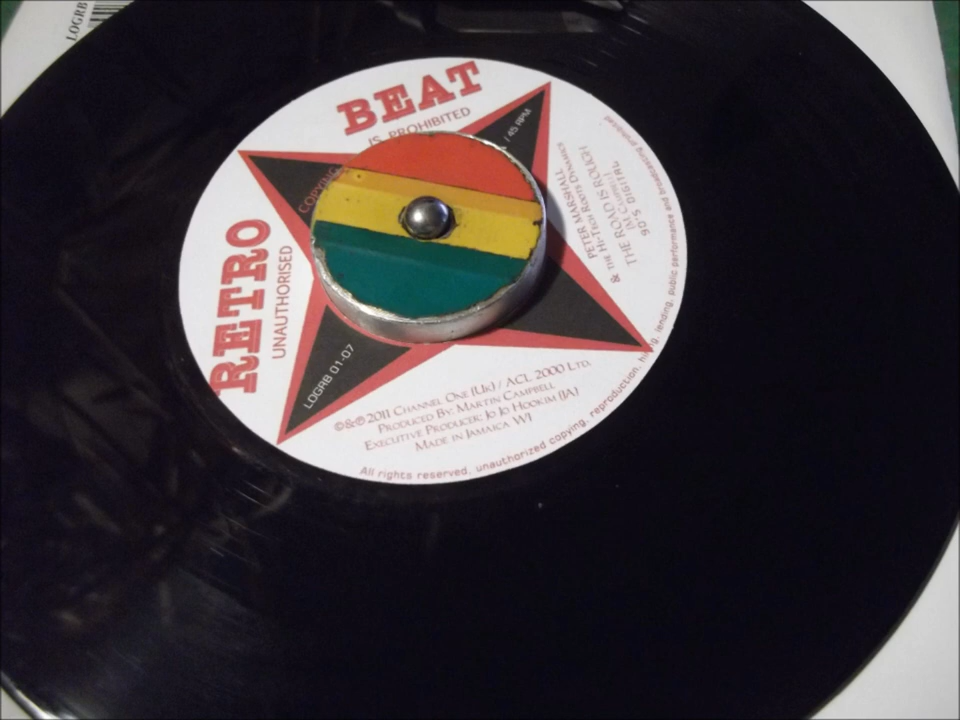 LOGRB
RETRO
BEAT
UNAUTHORISED
COPYING
IS PROHIBITED
/ 45 RPM
PETER MARSHALL
& THE HI-TECH ROOTS DYNAMICS
THE ROAD IS ROUGH
(M. CAMPBELL)
90'S DIGITAL
LOGRB 01-07
©&℗2011 CHANNEL ONE (UK) / ACL 2000 LTD.
PRODUCED BY: MARTIN CAMPBELL
EXECUTIVE PRODUCER: JO JO HOOKIM (JA)
MADE IN JAMAICA WI
All rights reserved, unauthorized copying, reproduction, hiring, lending, public performance and broadcasting prohibited